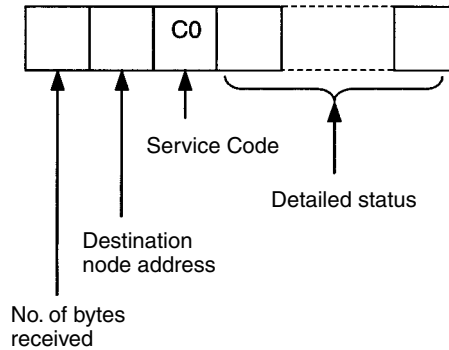 C0
Service Code
Detailed status
Destination
node address
No. of bytes
received